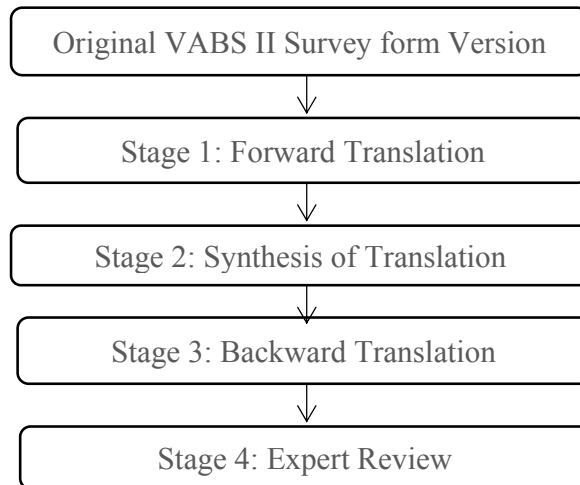 Original VABS II Survey form Version
Stage 1: Forward Translation
Stage 2: Synthesis of Translation
Stage 3: Backward Translation
Stage 4: Expert Review